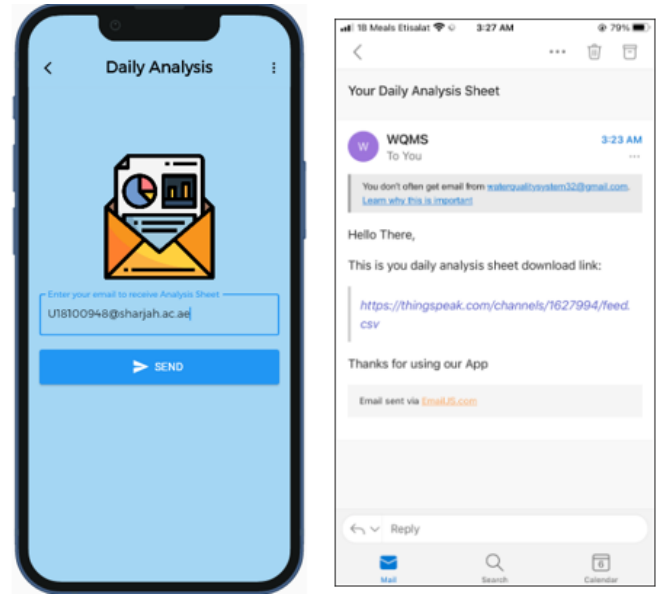 Daily Analysis
Enter your email to receive Analysis Sheet
U18100948@sharjah.ac.ae
SEND
18 Meals Etisalat 3:27 AM 79%
Your Daily Analysis Sheet
W WQMS 3:23 AM
To You
You don't often get email from waterqualitysystem32@gmail.com.
Learn why this is important
Hello There,
This is you daily analysis sheet download link:
https://thingspeak.com/channels/1627994/feed.
csv
Thanks for using our App
Email sent via EmailJS.com
Reply
6
Mail Search Calendar